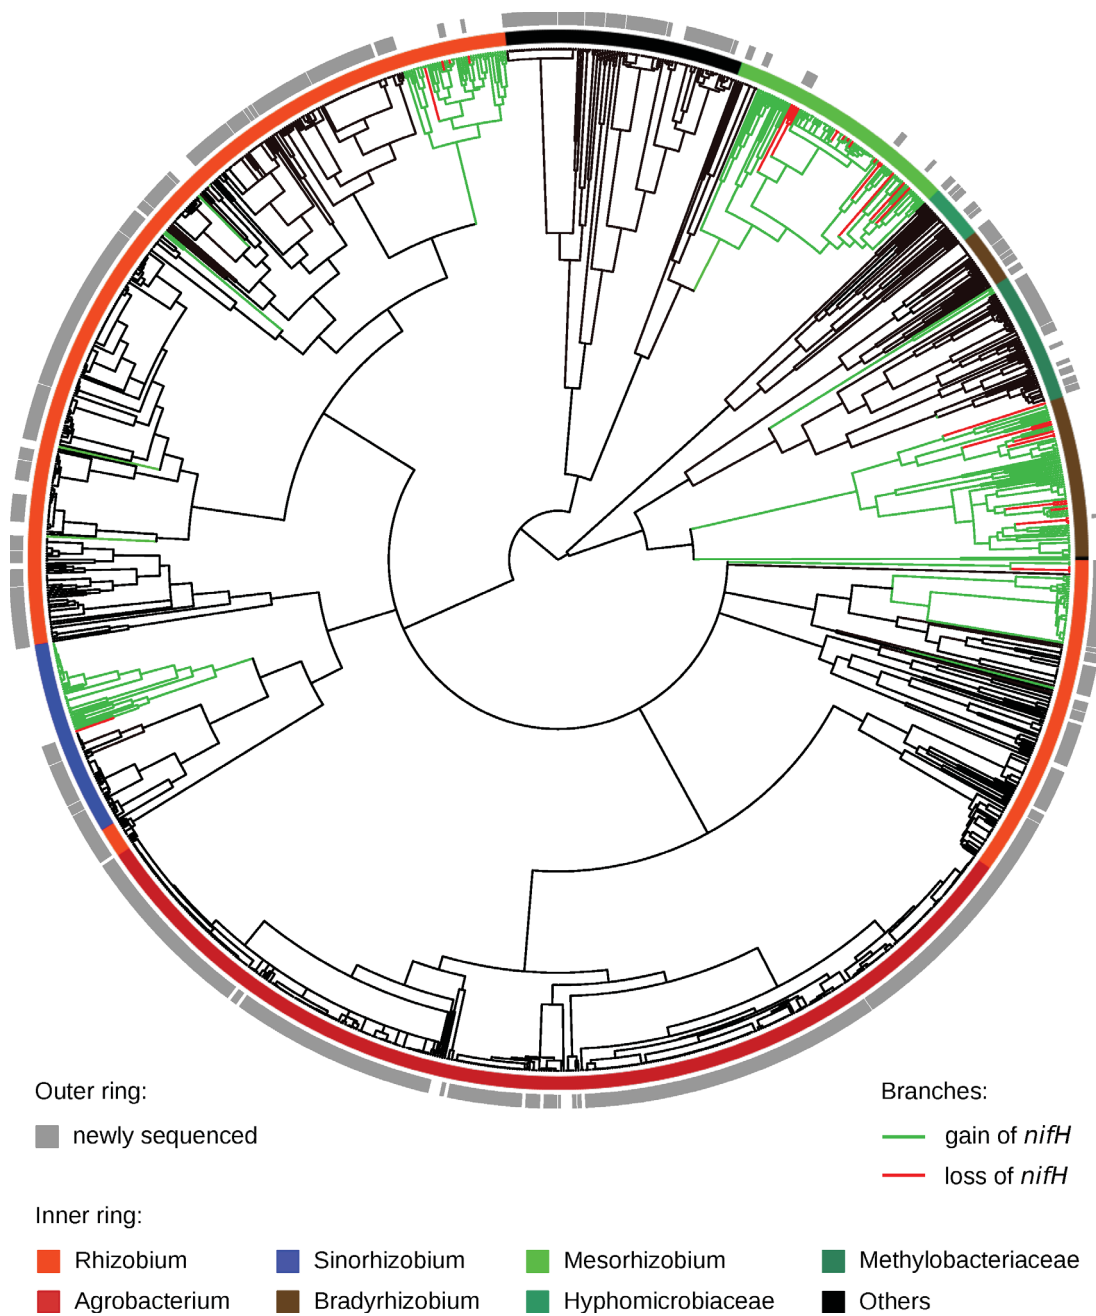 Outer ring:
newly sequenced
Branches:
gain of nifH
loss of nifH
Inner ring:
Rhizobium
Sinorhizobium
Mesorhizobium
Methylobacteriaceae
Agrobacterium
Bradyrhizobium
Hyphomicrobiaceae
Others